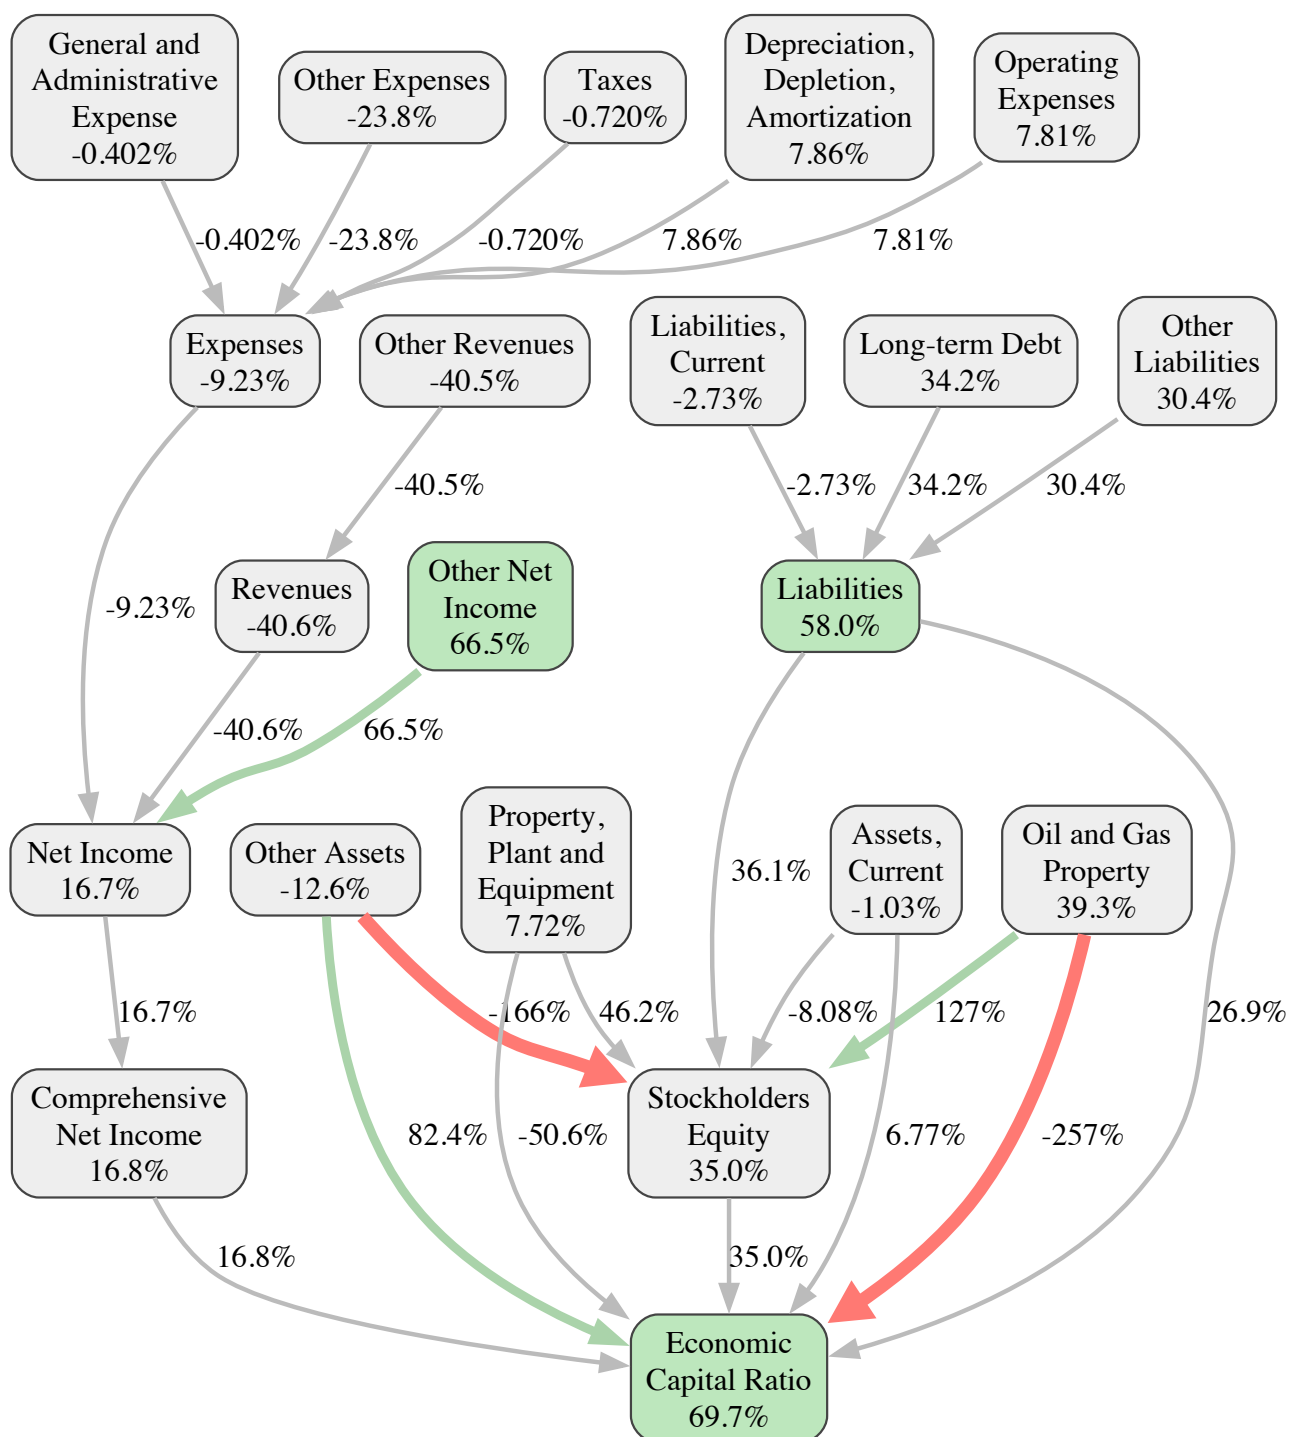 General and
Administrative
Expense
-0.402%
Other Expenses
-23.8%
Taxes
-0.720%
Depreciation,
Depletion,
Amortization
7.86%
Operating
Expenses
7.81%
-0.402%
-23.8%
-0.720%
7.86%
7.81%
Expenses
-9.23%
Other Revenues
-40.5%
Liabilities,
Current
-2.73%
Long-term Debt
34.2%
Other
Liabilities
30.4%
-40.5%
-2.73%
34.2%
30.4%
-9.23%
Revenues
-40.6%
Other Net
Income
66.5%
Liabilities
58.0%
-40.6%
66.5%
Net Income
16.7%
Other Assets
-12.6%
Property,
Plant and
Equipment
7.72%
36.1%
Assets,
Current
-1.03%
Oil and Gas
Property
39.3%
16.7%
-166%
46.2%
-8.08%
127%
26.9%
Comprehensive
Net Income
16.8%
82.4%
-50.6%
Stockholders
Equity
35.0%
6.77%
-257%
16.8%
35.0%
Economic
Capital Ratio
69.7%